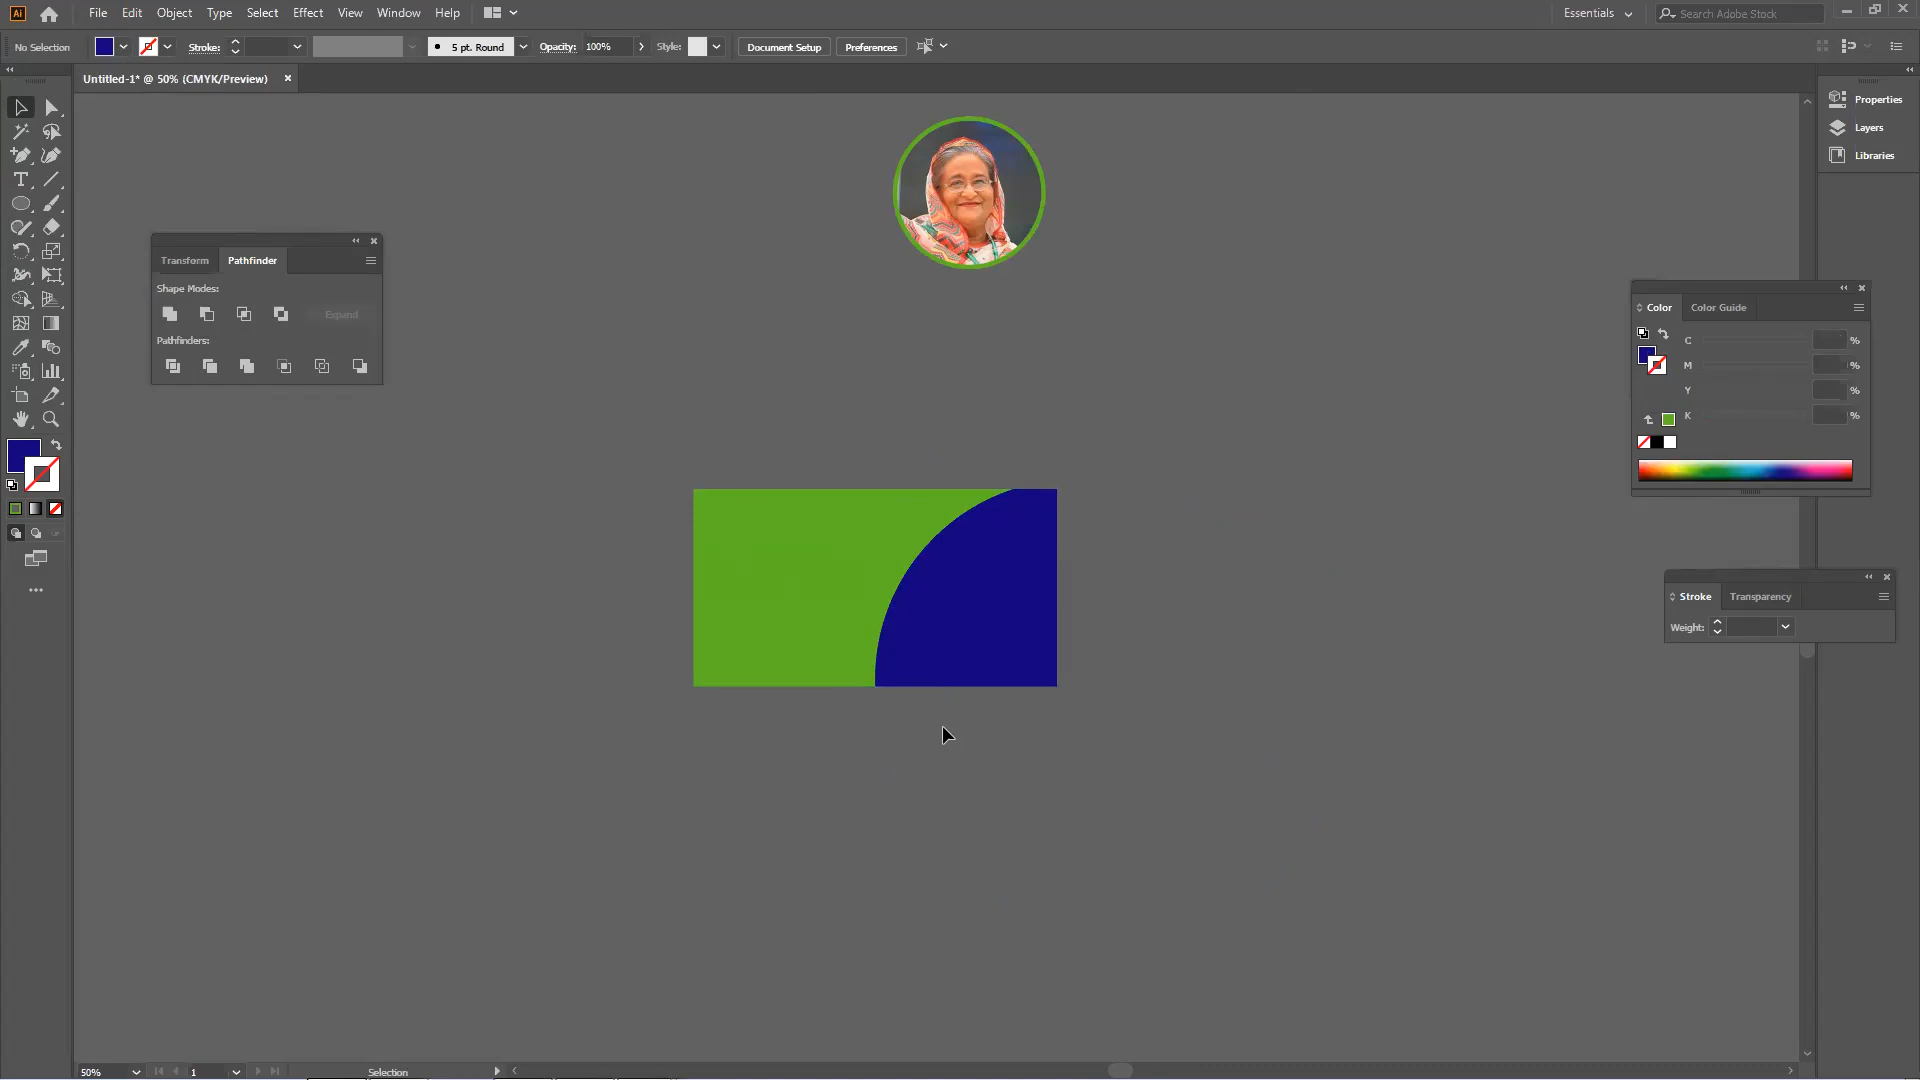 Ai File Edit Object Type Select Effect View Window Help Essentials Search Adobe Stock
No Selection Stroke: 5 pt. Round Opacity: 100% Style: Document Setup Preferences
Untitled-1* @ 50% (CMYK/Preview)
Properties
Layers
Libraries
Transform Pathfinder
Shape Modes:
Expand
Pathfinders:
Color Color Guide
C %
M %
Y %
K %
Stroke Transparency
Weight:
50% 1 Selection